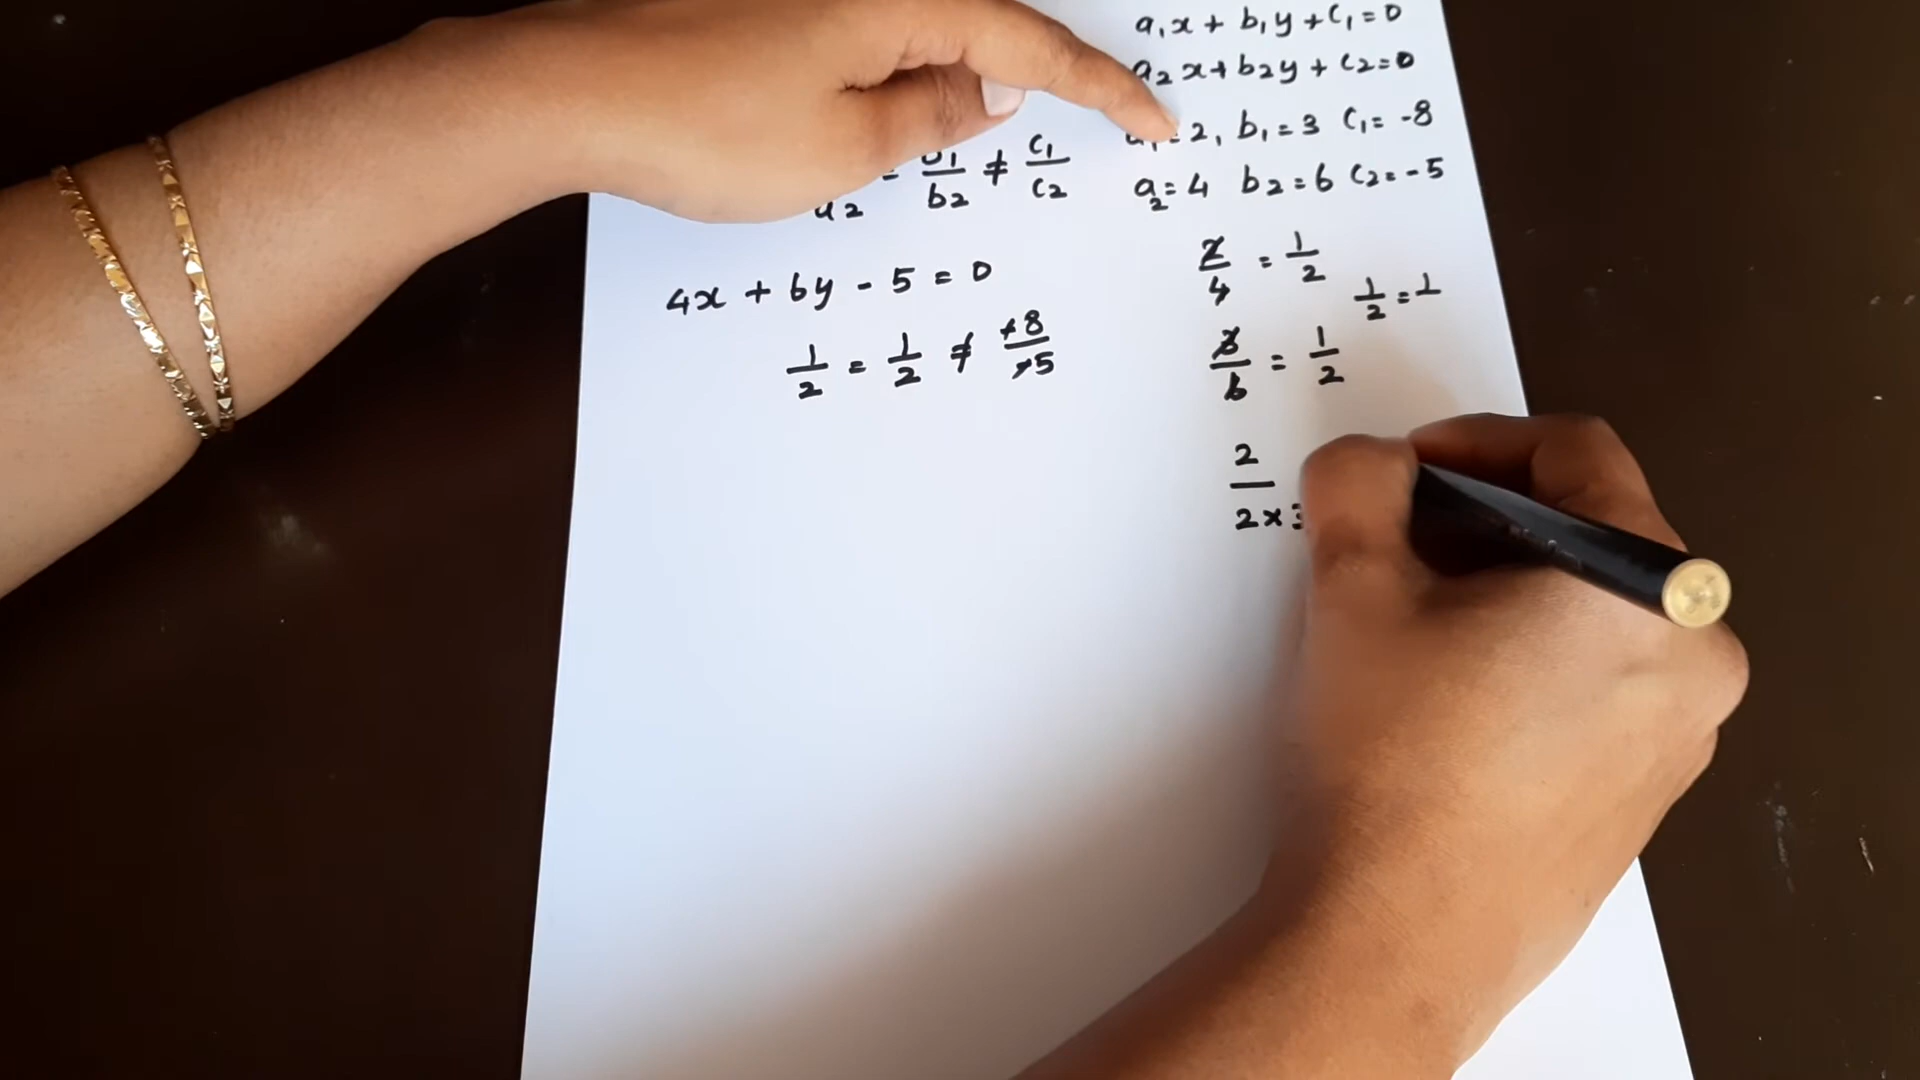 a₁x + b₁y + c₁ = 0
a₂x + b₂y + c₂ = 0
= 2, b₁ = 3 c₁ = -8
a₂ = 4 b₂ = 6 c₂ = -5
= b₁/b₂ ≠ c₁/c₂
a₂
4x + 6y - 5 = 0
1/2 = 1/2 ≠ -8/-5
2/4 = 1/2
1/2 = 1
3/6 = 1/2
2/2×3